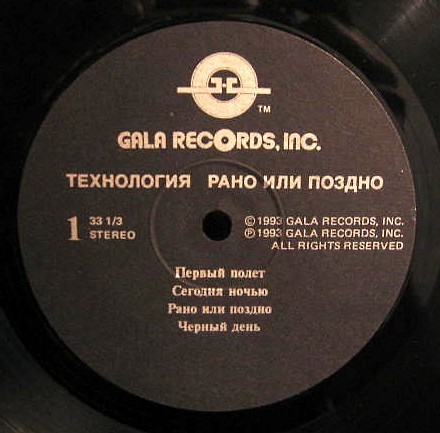 TM
GALA RECORDS, INC.
ТЕХНОЛОГИЯ РАНО ИЛИ ПОЗДНО
1
33 1/3
STEREO
© 1993 GALA RECORDS, INC.
℗ 1993 GALA RECORDS, INC.
ALL RIGHTS RESERVED
Первый полет
Сегодня ночью
Рано или поздно
Черный день